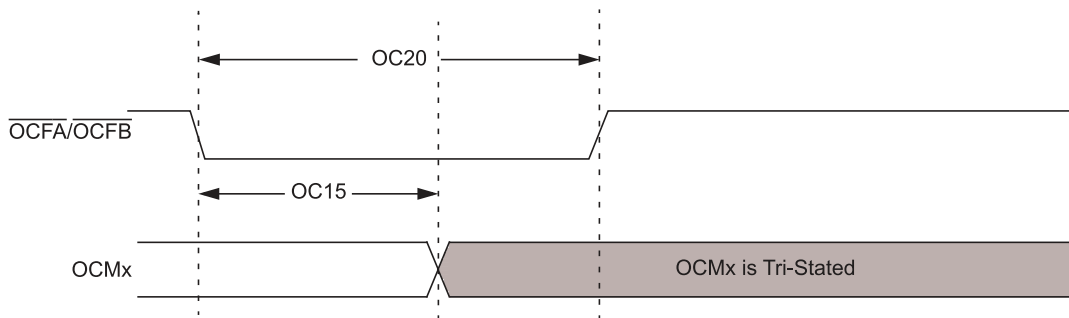 OC20
OCFA/OCFB
OC15
OCMx
OCMx is Tri-Stated